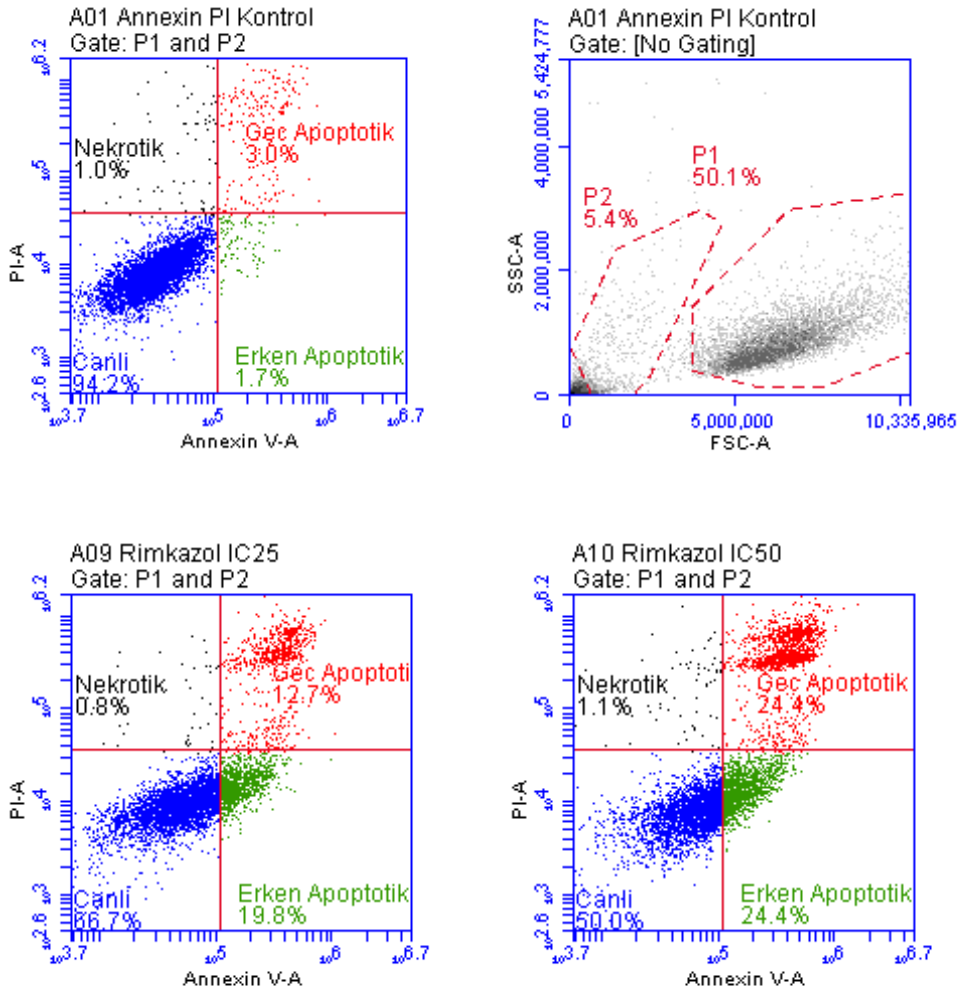 A01 Annexin PI Kontrol
Gate: P1 and P2
10^6.2
10^5
10^4
10^3
10^2.6
PI-A
Nekrotik
1.0%
Gec Apoptotik
3.0%
Canli
94.2%
Erken Apoptotik
1.7%
10^3.7
10^5
10^6
10^6.7
Annexin V-A
A01 Annexin PI Kontrol
Gate: [No Gating]
5,424,777
4,000,000
2,000,000
0
SSC-A
P1
50.1%
P2
5.4%
0
5,000,000
10,335,965
FSC-A
A09 Rimkazol IC25
Gate: P1 and P2
10^6.2
10^5
10^4
10^3
10^2.6
PI-A
Nekrotik
0.8%
Gec Apoptoti
12.7%
Canli
66.7%
Erken Apoptotik
19.8%
10^3.7
10^5
10^6
10^6.7
Annexin V-A
A10 Rimkazol IC50
Gate: P1 and P2
10^6.2
10^5
10^4
10^3
10^2.6
PI-A
Nekrotik
1.1%
Gec Apoptotik
24.4%
Canli
50.0%
Erken Apoptotik
24.4%
10^3.7
10^5
10^6
10^6.7
Annexin V-A